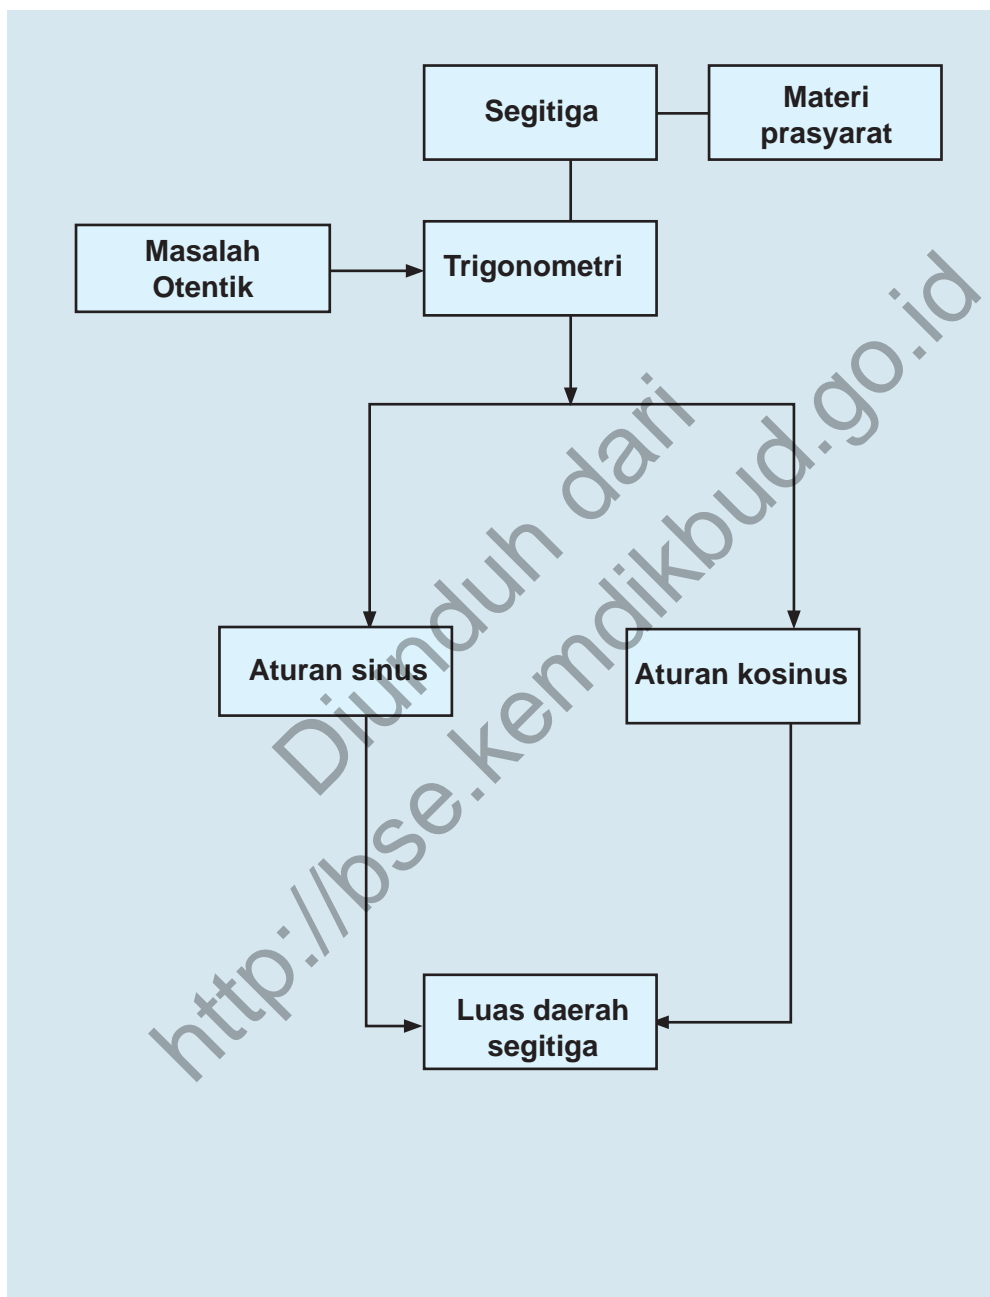 Segitiga
Materi
prasyarat
Masalah
Otentik
Trigonometri
Aturan sinus
Aturan kosinus
Luas daerah
segitiga
Diunduh dari
http://bse.kemdikbud.go.id